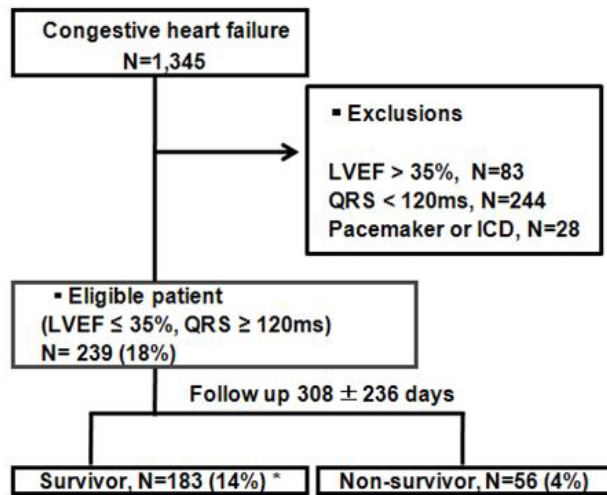 Congestive heart failure
N=1,345
▪ Exclusions
LVEF > 35%, N=83
QRS < 120ms, N=244
Pacemaker or ICD, N=28
▪ Eligible patient
(LVEF ≤ 35%, QRS ≥ 120ms)
N= 239 (18%)
Follow up 308 ± 236 days
Survivor, N=183 (14%) *
Non-survivor, N=56 (4%)